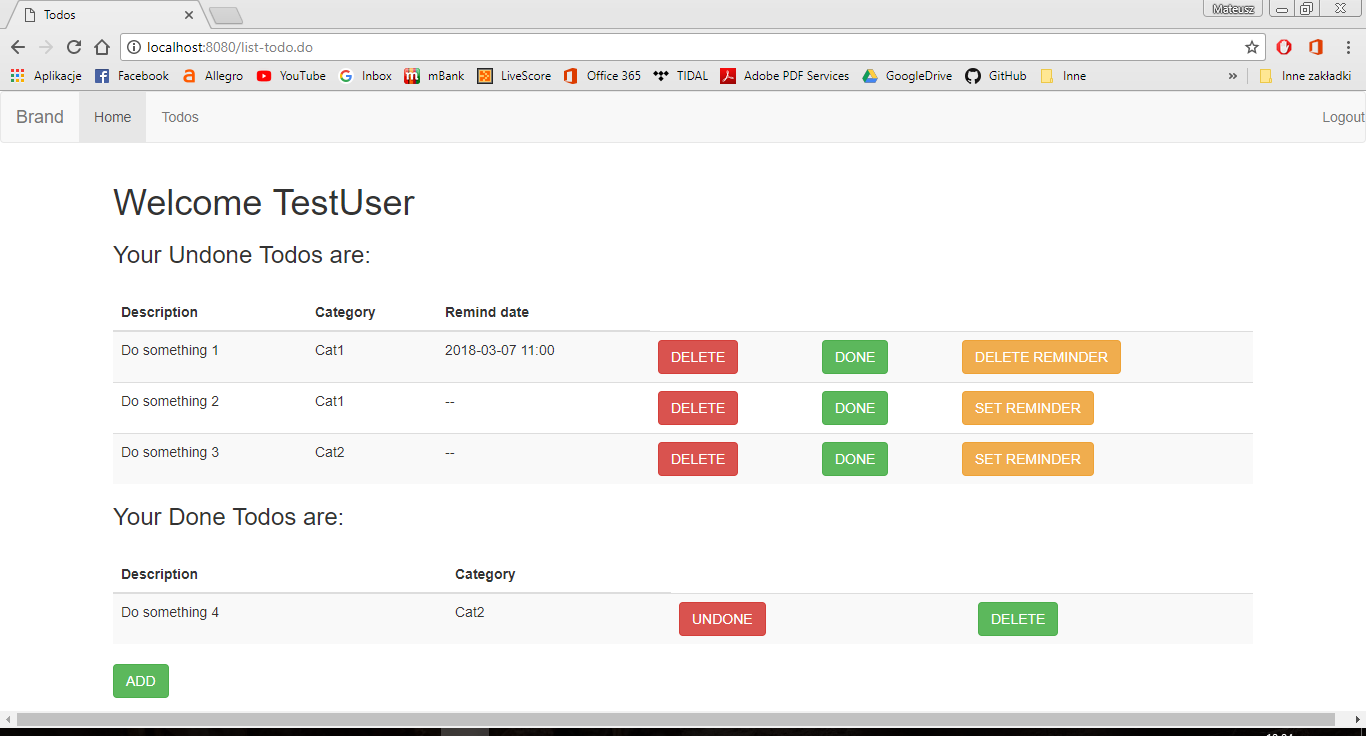 Todos
Mateusz
localhost:8080/list-todo.do
Aplikacje Facebook Allegro YouTube Inbox mBank LiveScore Office 365 TIDAL Adobe PDF Services GoogleDrive GitHub Inne » Inne zakładki
Brand Home Todos Logout
Welcome TestUser
Your Undone Todos are:
Description Category Remind date
Do something 1 Cat1 2018-03-07 11:00 DELETE DONE DELETE REMINDER
Do something 2 Cat1 -- DELETE DONE SET REMINDER
Do something 3 Cat2 -- DELETE DONE SET REMINDER
Your Done Todos are:
Description Category
Do something 4 Cat2 UNDONE DELETE
ADD